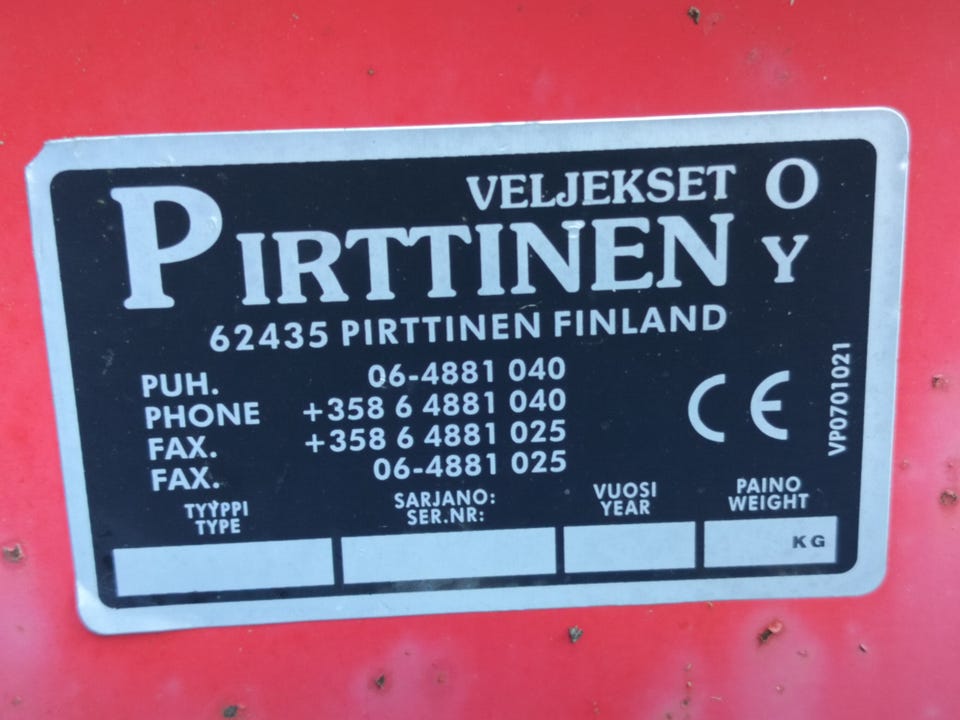 VELJEKSET
PIRTTINEN OY
62435 PIRTTINEN FINLAND
PUH. 06-4881 040
PHONE +358 6 4881 040
FAX. +358 6 4881 025
FAX. 06-4881 025
CE
VP0701021
TYYPPI
TYPE
SARJANO:
SER.NR:
VUOSI
YEAR
PAINO
WEIGHT
KG